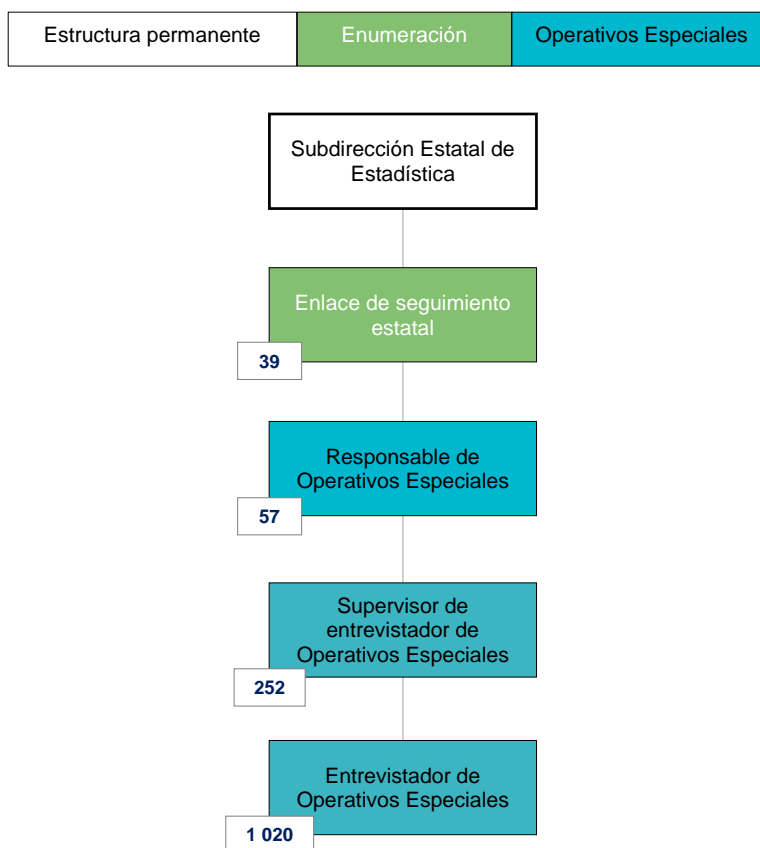 Estructura permanente
Enumeración
Operativos Especiales
Subdirección Estatal de
Estadística
Enlace de seguimiento
estatal
39
Responsable de
Operativos Especiales
57
Supervisor de
entrevistador de
Operativos Especiales
252
Entrevistador de
Operativos Especiales
1 020